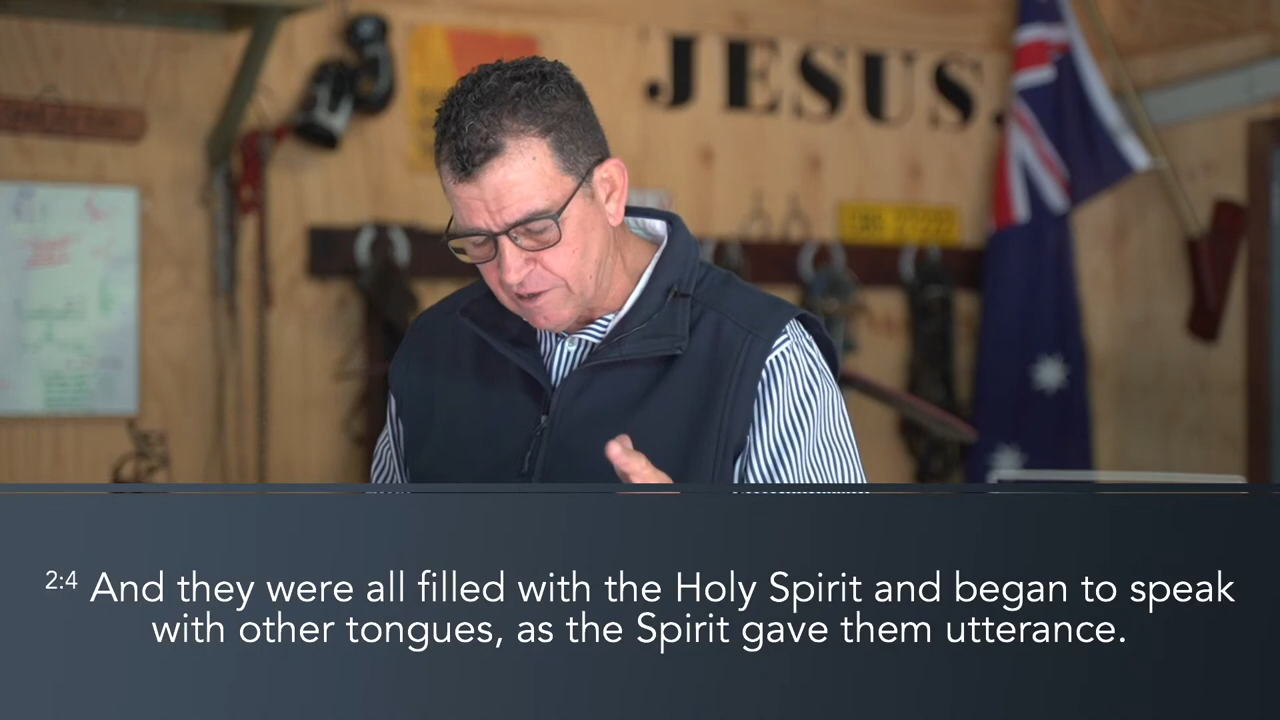 JESUS.
2:4 And they were all filled with the Holy Spirit and began to speak
with other tongues, as the Spirit gave them utterance.